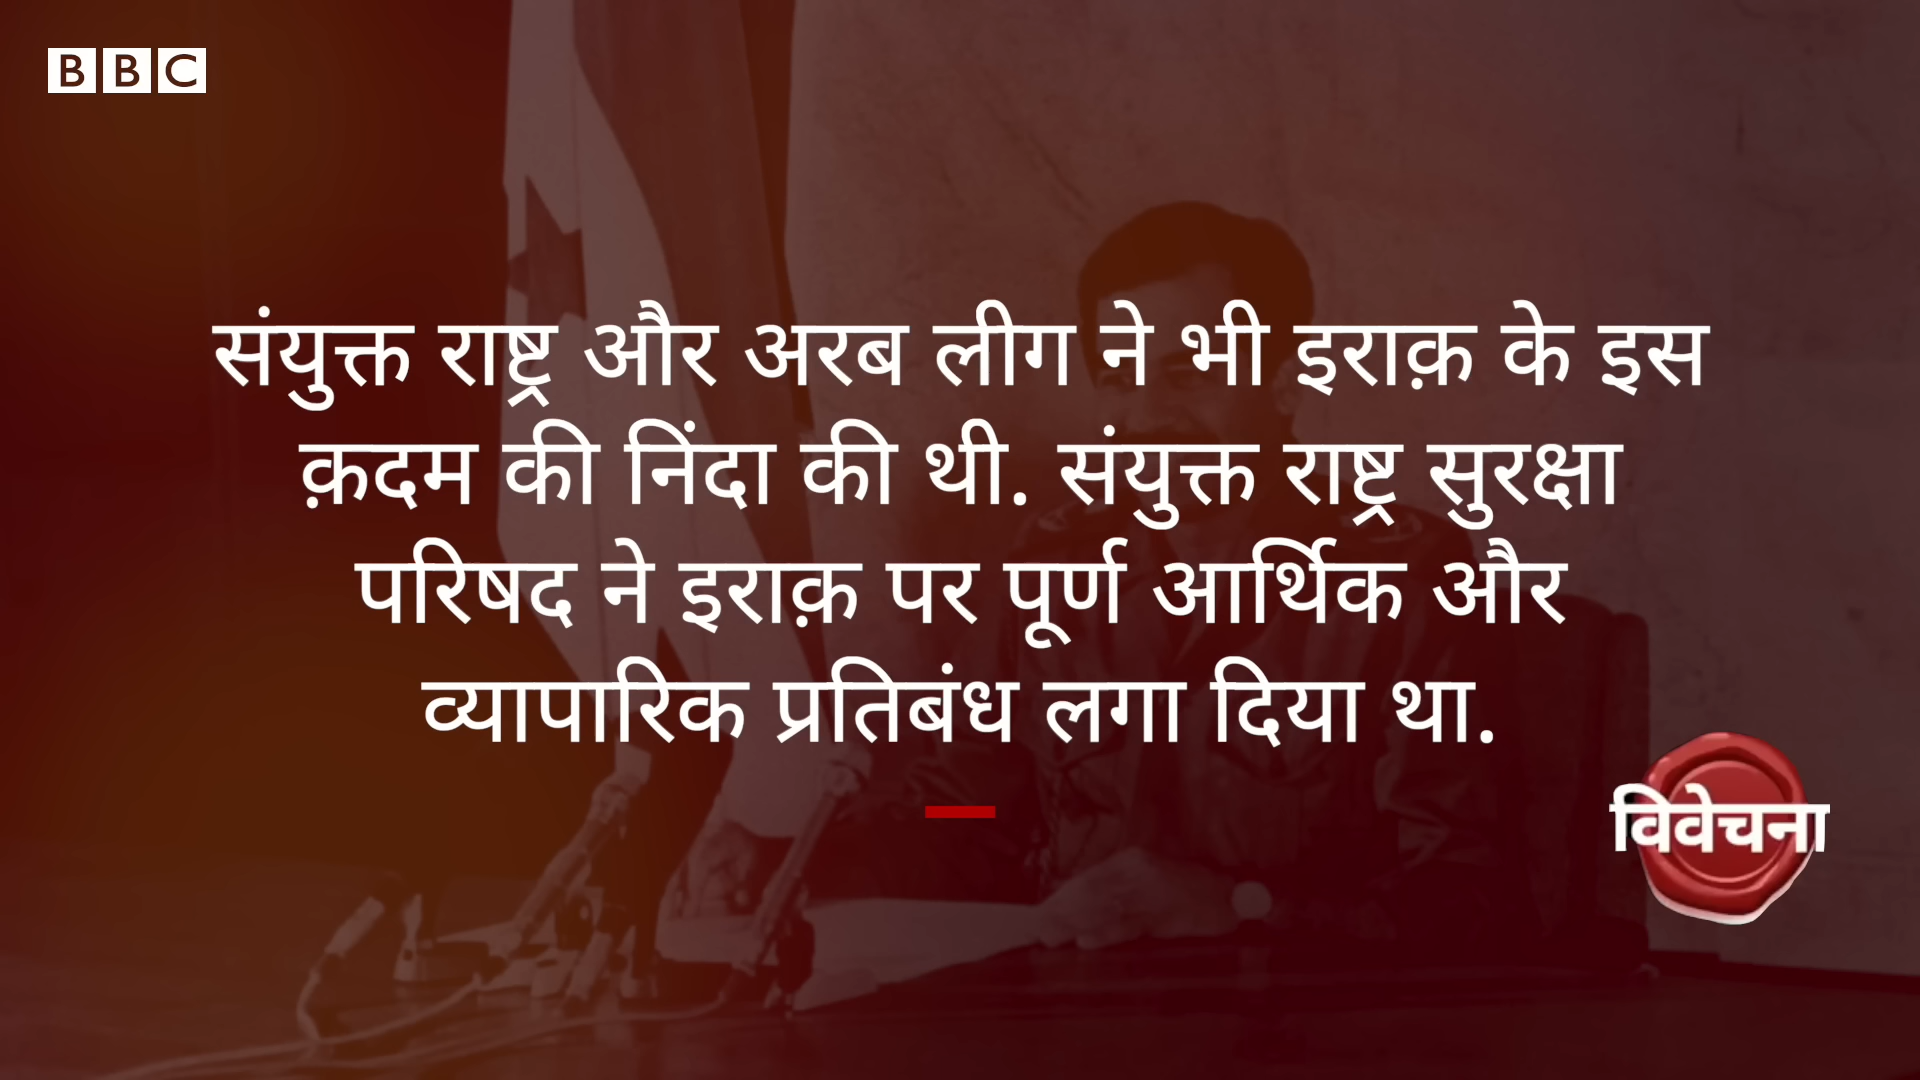 BBC
संयुक्त राष्ट्र और अरब लीग ने भी इराक़ के इस
क़दम की निंदा की थी. संयुक्त राष्ट्र सुरक्षा
परिषद ने इराक़ पर पूर्ण आर्थिक और
व्यापारिक प्रतिबंध लगा दिया था.
विवेचना